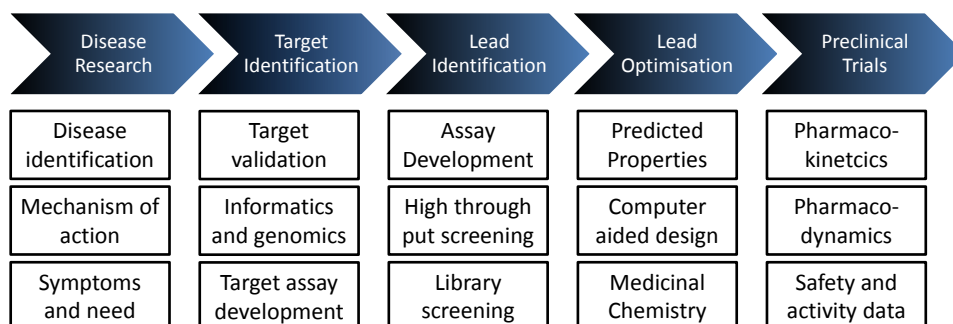 Disease
Research
Target
Identification
Lead
Identification
Lead
Optimisation
Preclinical
Trials
Disease
identification
Target
validation
Assay
Development
Predicted
Properties
Pharmaco-
kinetcics
Mechanism of
action
Informatics
and genomics
High through
put screening
Computer
aided design
Pharmaco-
dynamics
Symptoms
and need
Target assay
development
Library
screening
Medicinal
Chemistry
Safety and
activity data